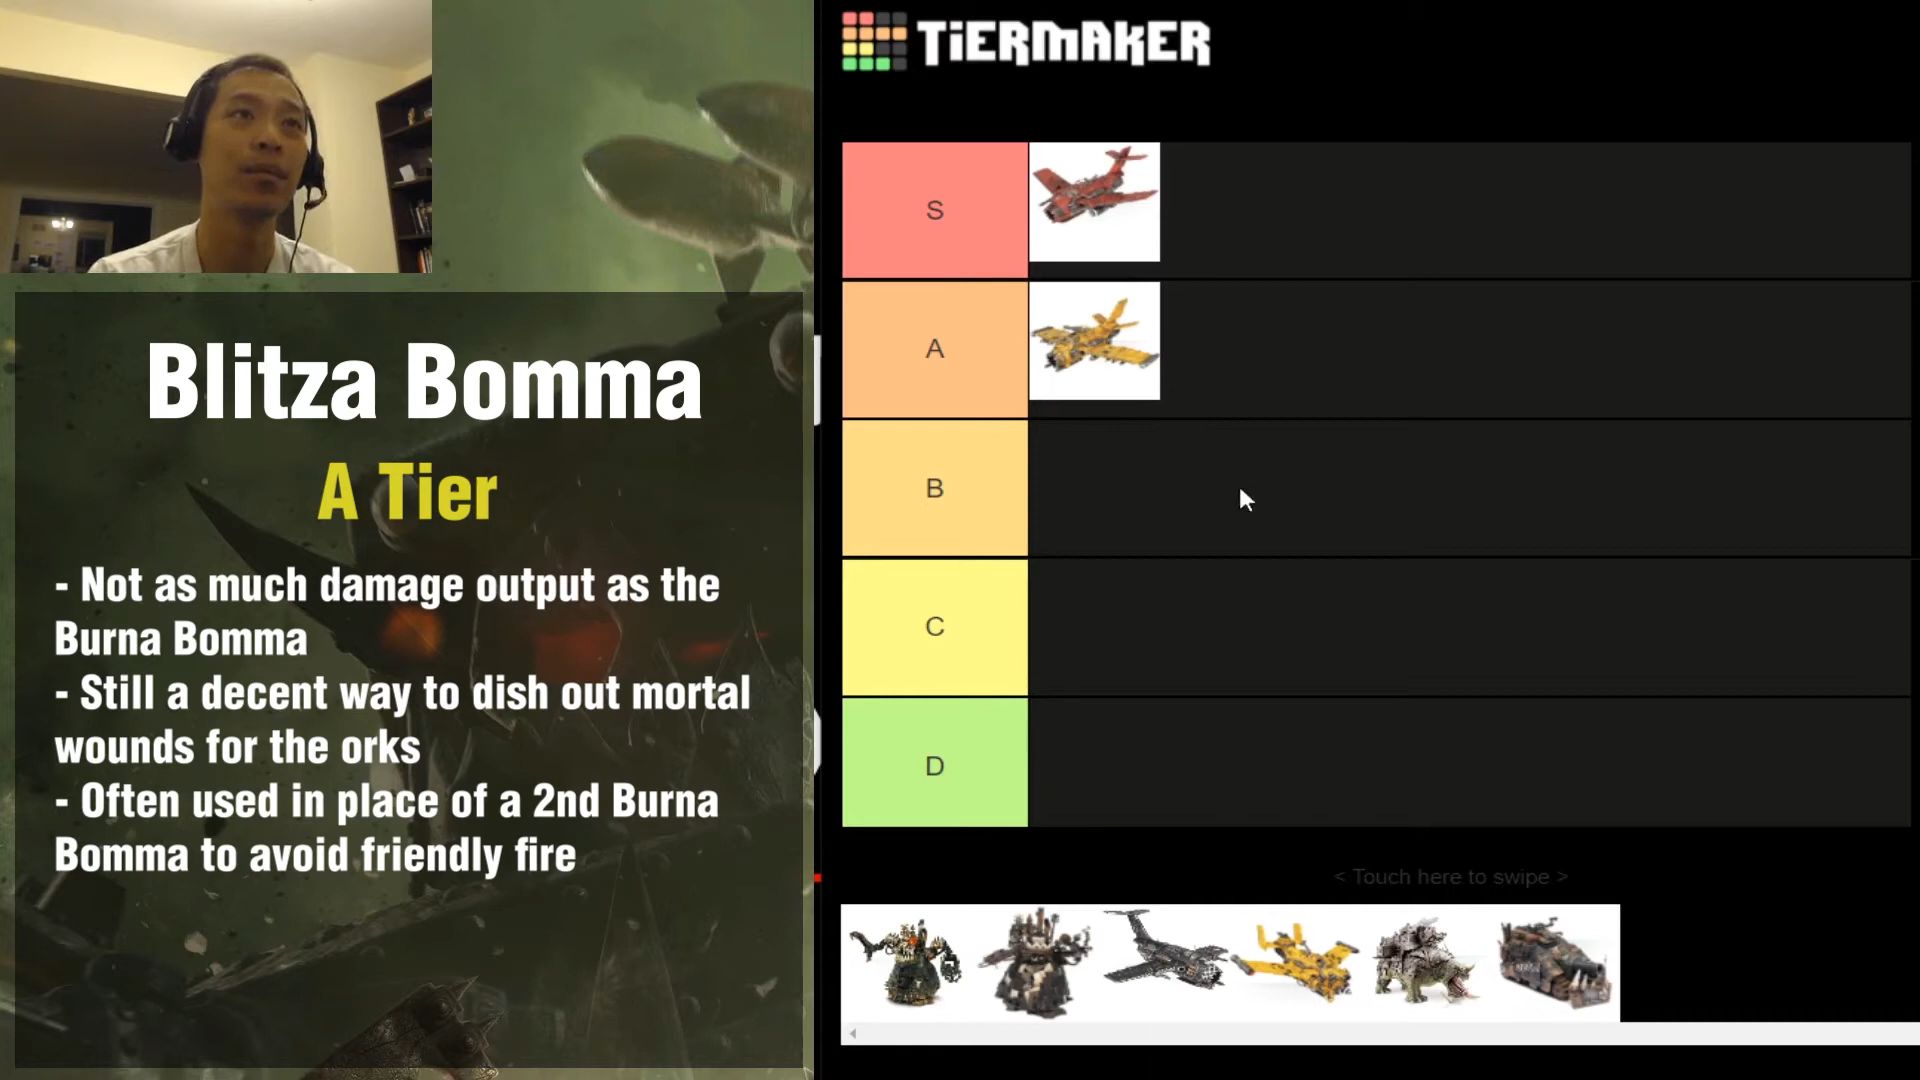 TiERMAKER
Blitza Bomma
A Tier
- Not as much damage output as the
Burna Bomma
- Still a decent way to dish out mortal
wounds for the orks
- Often used in place of a 2nd Burna
Bomma to avoid friendly fire
S
A
B
C
D
< Touch here to swipe >